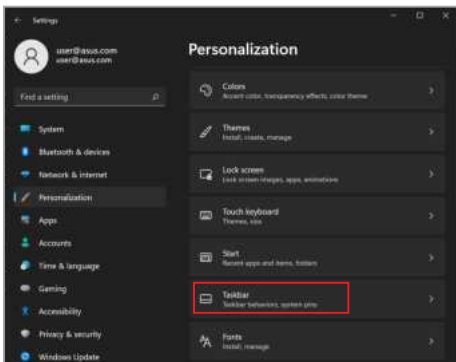 ← Settings
user@asus.com
user@asus.com
Find a setting
System
Bluetooth & devices
Network & internet
Personalization
Apps
Accounts
Time & language
Gaming
Accessibility
Privacy & security
Windows Update
Personalization
Colors
Accent color, transparency effects, color theme
Themes
Install, create, manage
Lock screen
Lock screen images, apps, animations
Touch keyboard
Themes, size
Start
Recent apps and items, folders
Taskbar
Taskbar behaviors, system pins
Fonts
Install, manage